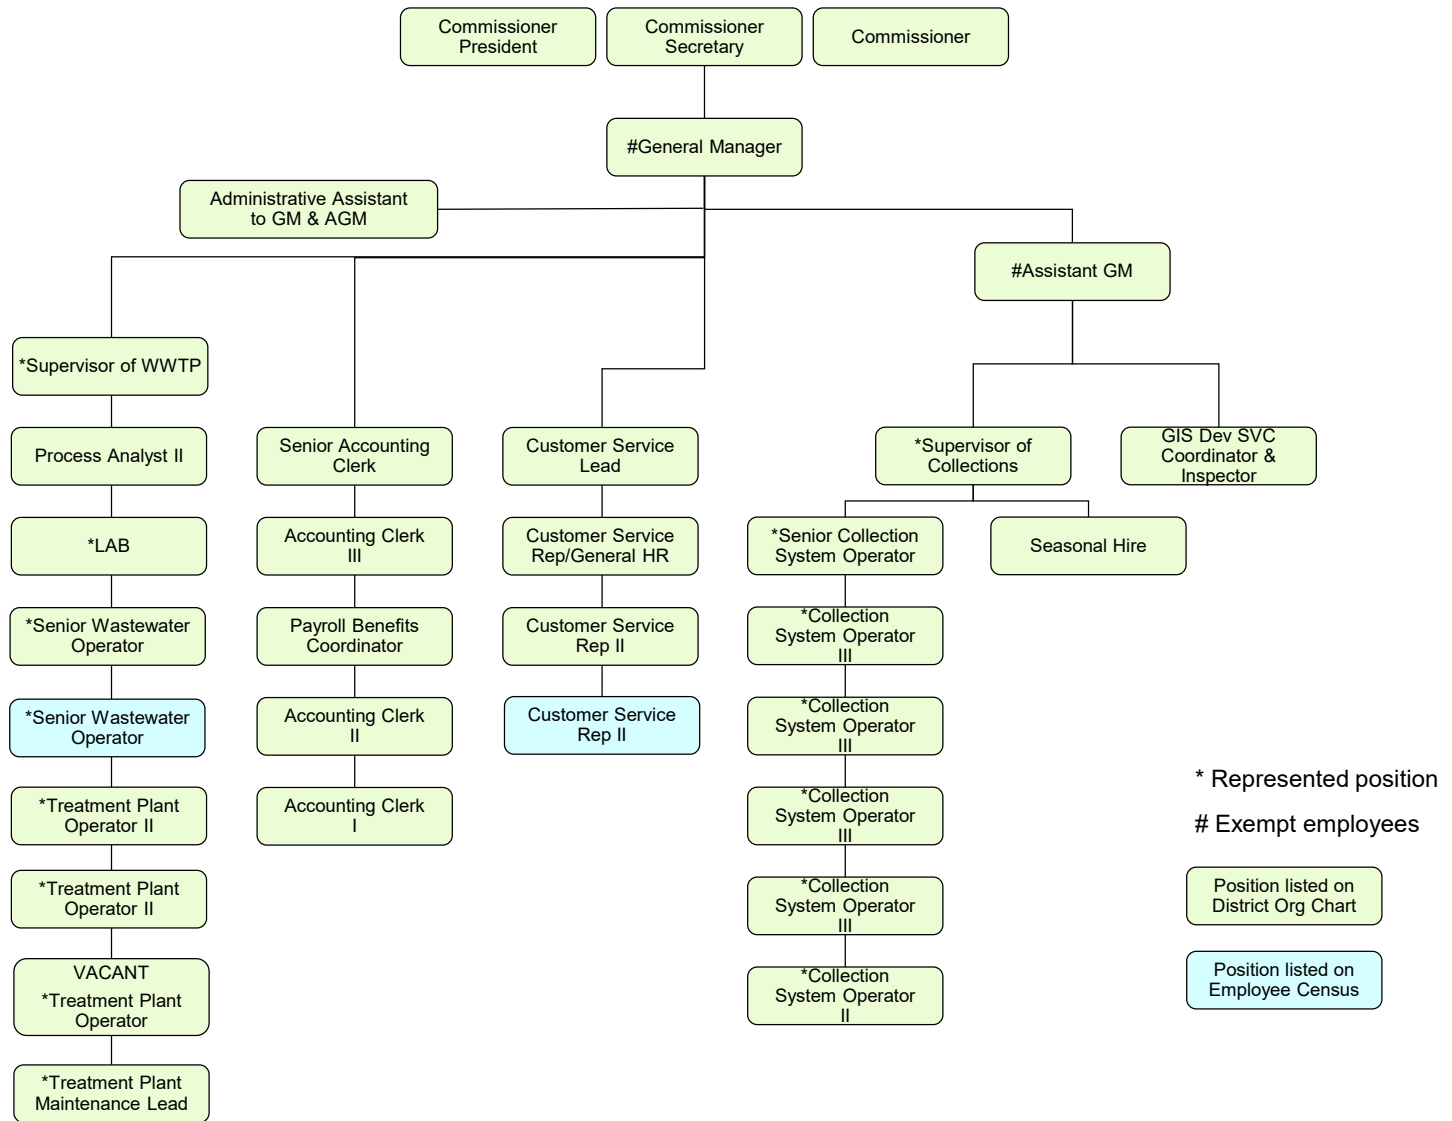 Commissioner
President
Commissioner
Secretary
Commissioner
#General Manager
Administrative Assistant
to GM & AGM
#Assistant GM
*Supervisor of WWTP
Process Analyst II
*LAB
*Senior Wastewater
Operator
*Senior Wastewater
Operator
*Treatment Plant
Operator II
*Treatment Plant
Operator II
VACANT
*Treatment Plant
Operator
*Treatment Plant
Maintenance Lead
Senior Accounting
Clerk
Accounting Clerk
III
Payroll Benefits
Coordinator
Accounting Clerk
II
Accounting Clerk
I
Customer Service
Lead
Customer Service
Rep/General HR
Customer Service
Rep II
Customer Service
Rep II
*Supervisor of
Collections
GIS Dev SVC
Coordinator &
Inspector
*Senior Collection
System Operator
Seasonal Hire
*Collection
System Operator
III
*Collection
System Operator
III
*Collection
System Operator
III
*Collection
System Operator
III
*Collection
System Operator
II
* Represented position
# Exempt employees
Position listed on
District Org Chart
Position listed on
Employee Census